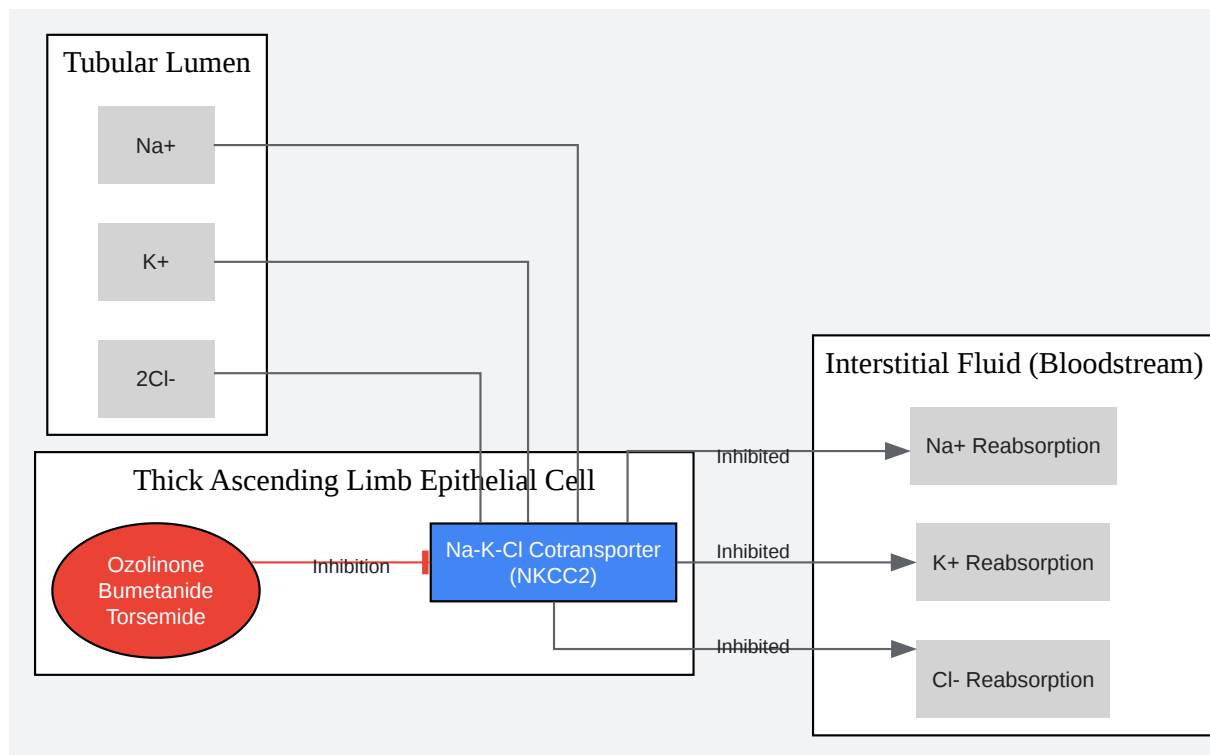 Tubular Lumen
Na+
K+
2Cl-
Thick Ascending Limb Epithelial Cell
Ozolinone
Bumetanide
Torsemide
Inhibition
Na-K-Cl Cotransporter
(NKCC2)
Inhibited
Inhibited
Inhibited
Interstitial Fluid (Bloodstream)
Na+ Reabsorption
K+ Reabsorption
Cl- Reabsorption